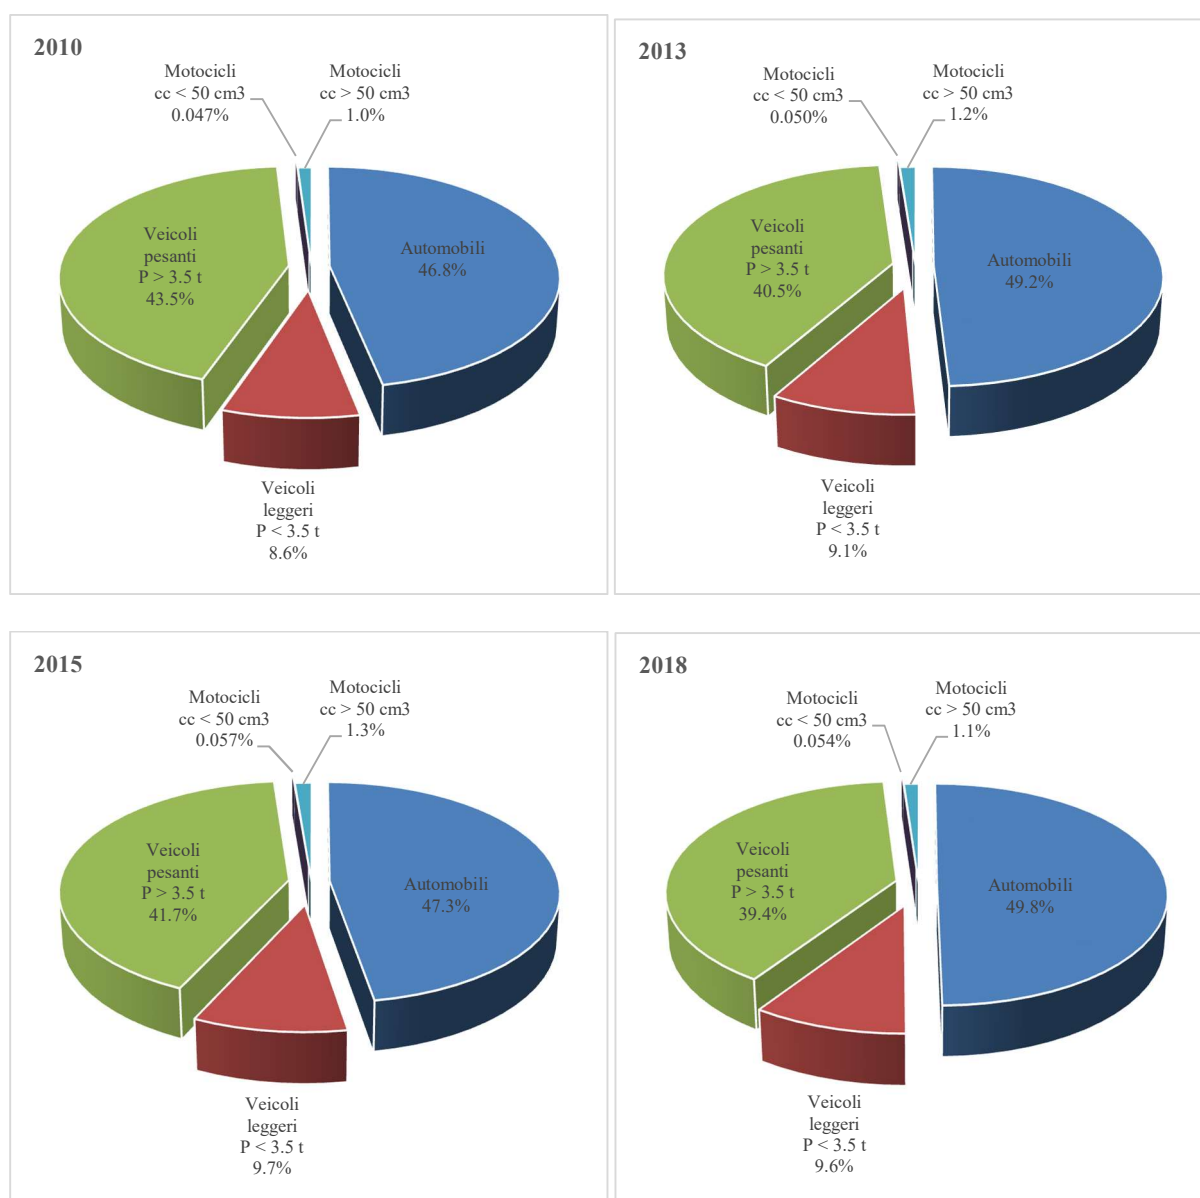 2010
Motocicli
cc < 50 cm3
0.047%
Motocicli
cc > 50 cm3
1.0%
Veicoli
pesanti
P > 3.5 t
43.5%
Automobili
46.8%
Veicoli
leggeri
P < 3.5 t
8.6%
2013
Motocicli
cc < 50 cm3
0.050%
Motocicli
cc > 50 cm3
1.2%
Veicoli
pesanti
P > 3.5 t
40.5%
Automobili
49.2%
Veicoli
leggeri
P < 3.5 t
9.1%
2015
Motocicli
cc < 50 cm3
0.057%
Motocicli
cc > 50 cm3
1.3%
Veicoli
pesanti
P > 3.5 t
41.7%
Automobili
47.3%
Veicoli
leggeri
P < 3.5 t
9.7%
2018
Motocicli
cc < 50 cm3
0.054%
Motocicli
cc > 50 cm3
1.1%
Veicoli
pesanti
P > 3.5 t
39.4%
Automobili
49.8%
Veicoli
leggeri
P < 3.5 t
9.6%